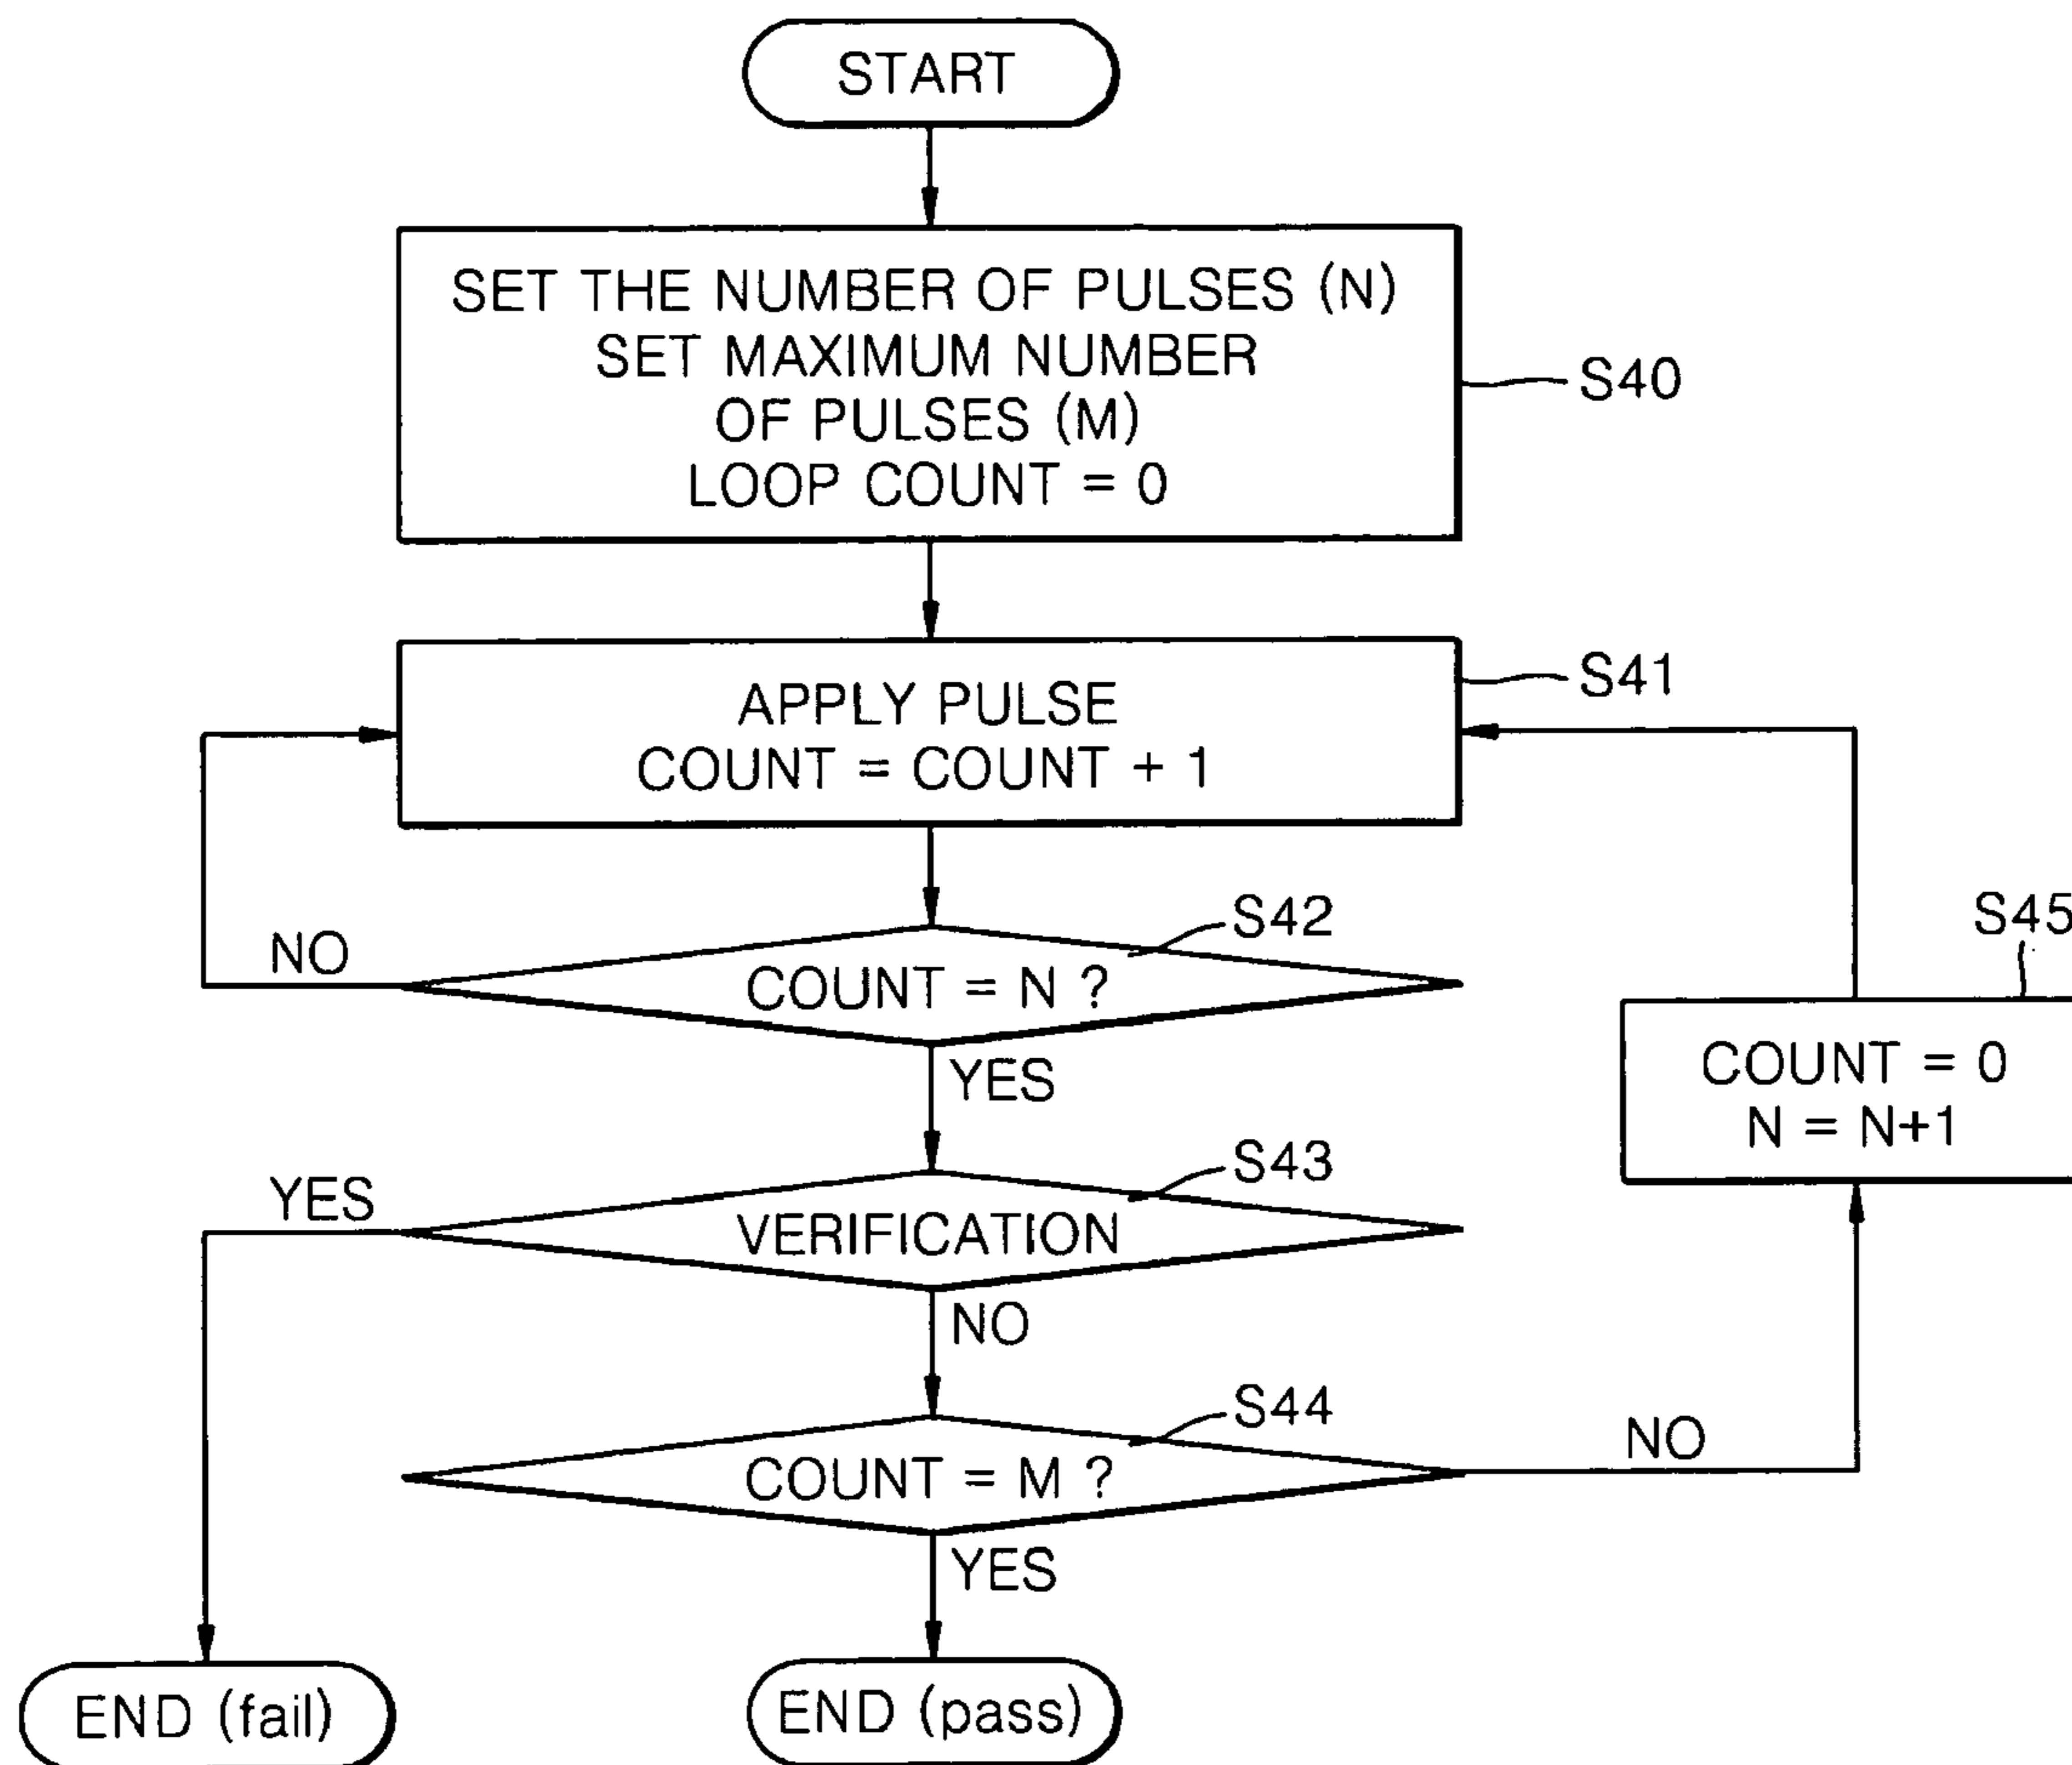 START
SET THE NUMBER OF PULSES (N)
SET MAXIMUM NUMBER
OF PULSES (M)
LOOP COUNT = 0
S40
APPLY PULSE
COUNT = COUNT + 1
S41
NO
COUNT = N ?
S42
YES
S45
COUNT = 0
N = N+1
YES
VERIFICATION
S43
NO
COUNT = M ?
S44
NO
YES
END (fail)
END (pass)